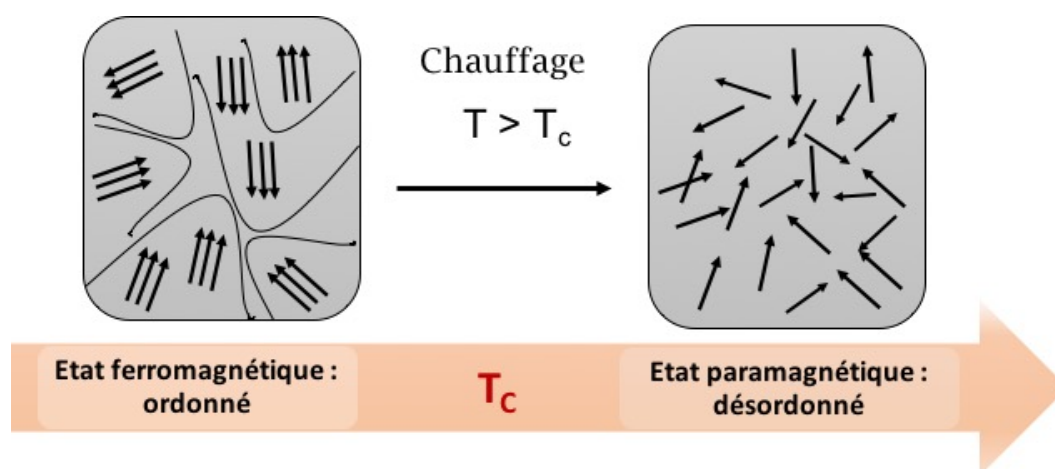 Chauffage
T > Tc
Etat ferromagnétique :
ordonné
TC
Etat paramagnétique :
désordonné